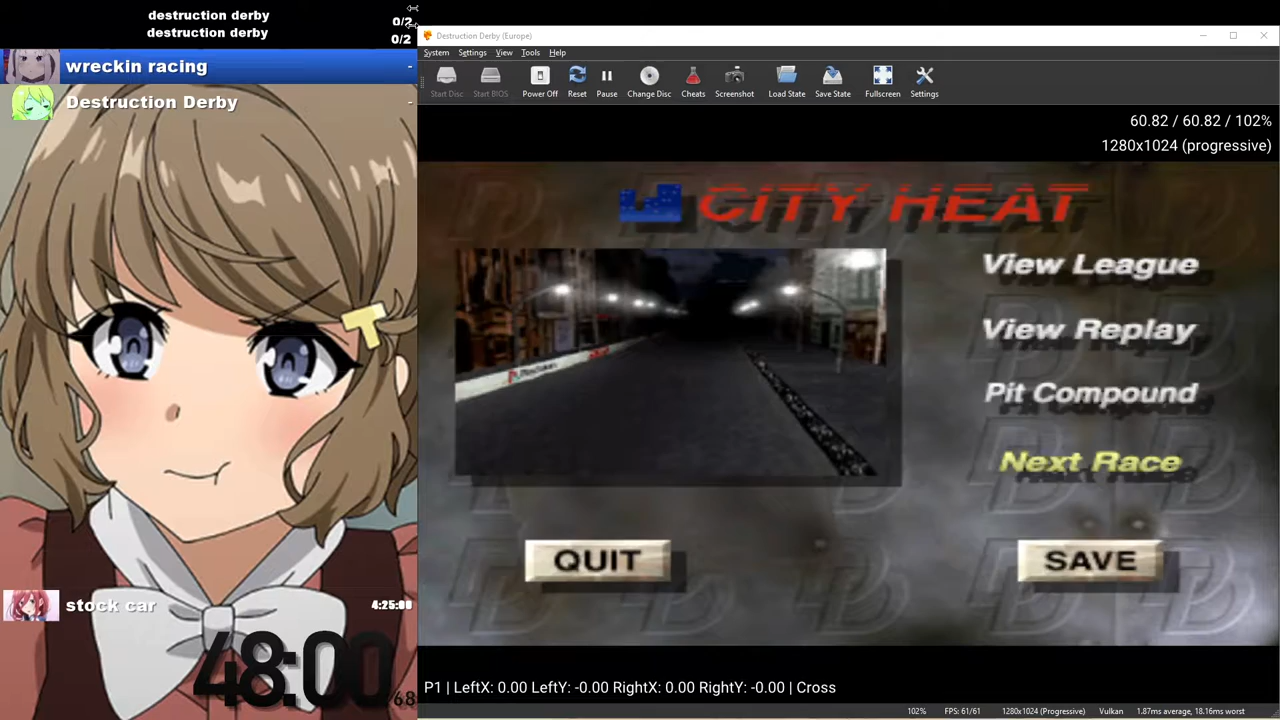 destruction derby
0/2
destruction derby
0/2
wreckin racing -
Destruction Derby -
stock car 4:25:00
48:00
68
T
Destruction Derby (Europe)
System Settings View Tools Help
Start Disc Start BIOS Power Off Reset Pause Change Disc Cheats Screenshot Load State Save State Fullscreen Settings
60.82 / 60.82 / 102%
1280x1024 (progressive)
CITY HEAT
View League
View Replay
Pit Compound
Next Race
QUIT
SAVE
P1 | LeftX: 0.00 LeftY: -0.00 RightX: 0.00 RightY: -0.00 | Cross
102% FPS: 61/61 1280x1024 (Progressive) Vulkan 1.87ms average, 18.16ms worst